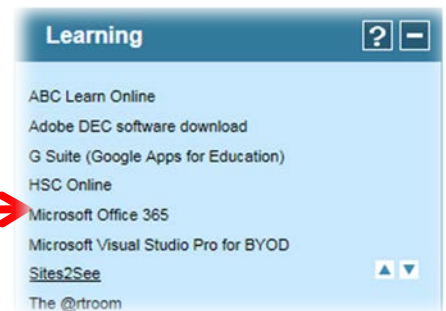 Learning ? −
ABC Learn Online
Adobe DEC software download
G Suite (Google Apps for Education)
HSC Online
Microsoft Office 365
Microsoft Visual Studio Pro for BYOD
Sites2See
The @rtroom